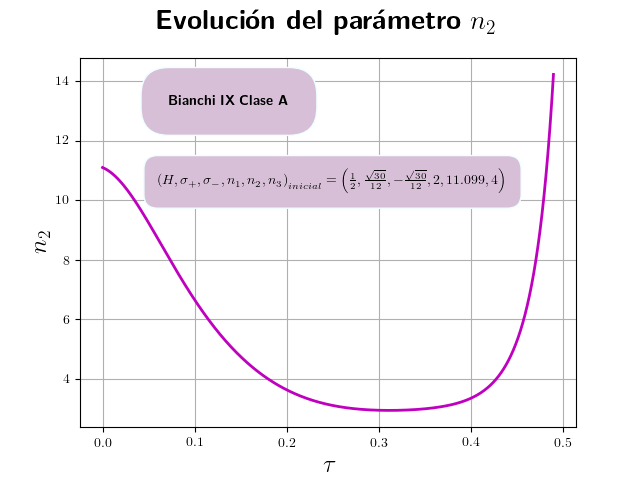 Evolución del parámetro n₂
Bianchi IX Clase A
(H, σ₊, σ₋, n₁, n₂, n₃)_inicial = (1/2, √30/12, −√30/12, 2, 11.099, 4)
14
12
10
8
6
4
n₂
0.0 0.1 0.2 0.3 0.4 0.5
τ